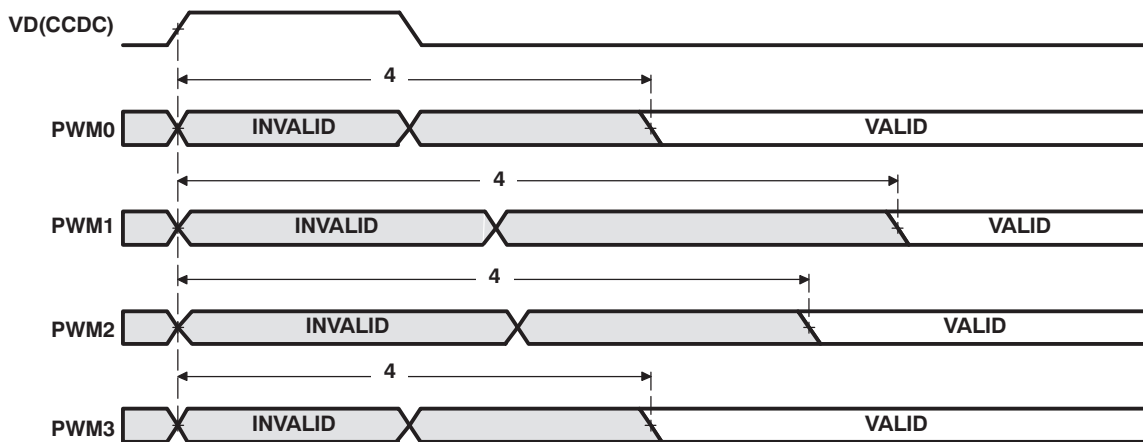 VD(CCDC)
4
PWM0
INVALID
VALID
4
PWM1
INVALID
VALID
4
PWM2
INVALID
VALID
4
PWM3
INVALID
VALID